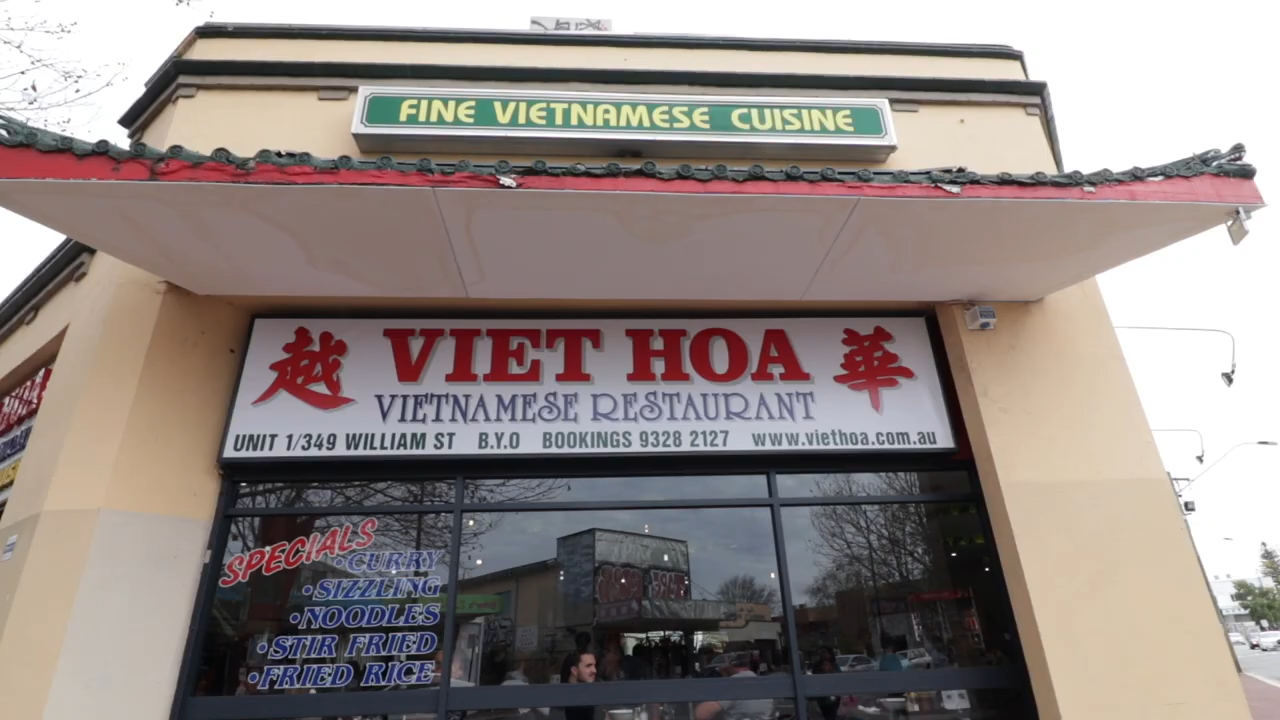 FINE VIETNAMESE CUISINE
越 VIET HOA 華
VIETNAMESE RESTAURANT
UNIT 1/349 WILLIAM ST B.Y.O BOOKINGS 9328 2127 www.viethoa.com.au
SPECIALS
•CURRY
•SIZZLING
•NOODLES
•STIR FRIED
•FRIED RICE